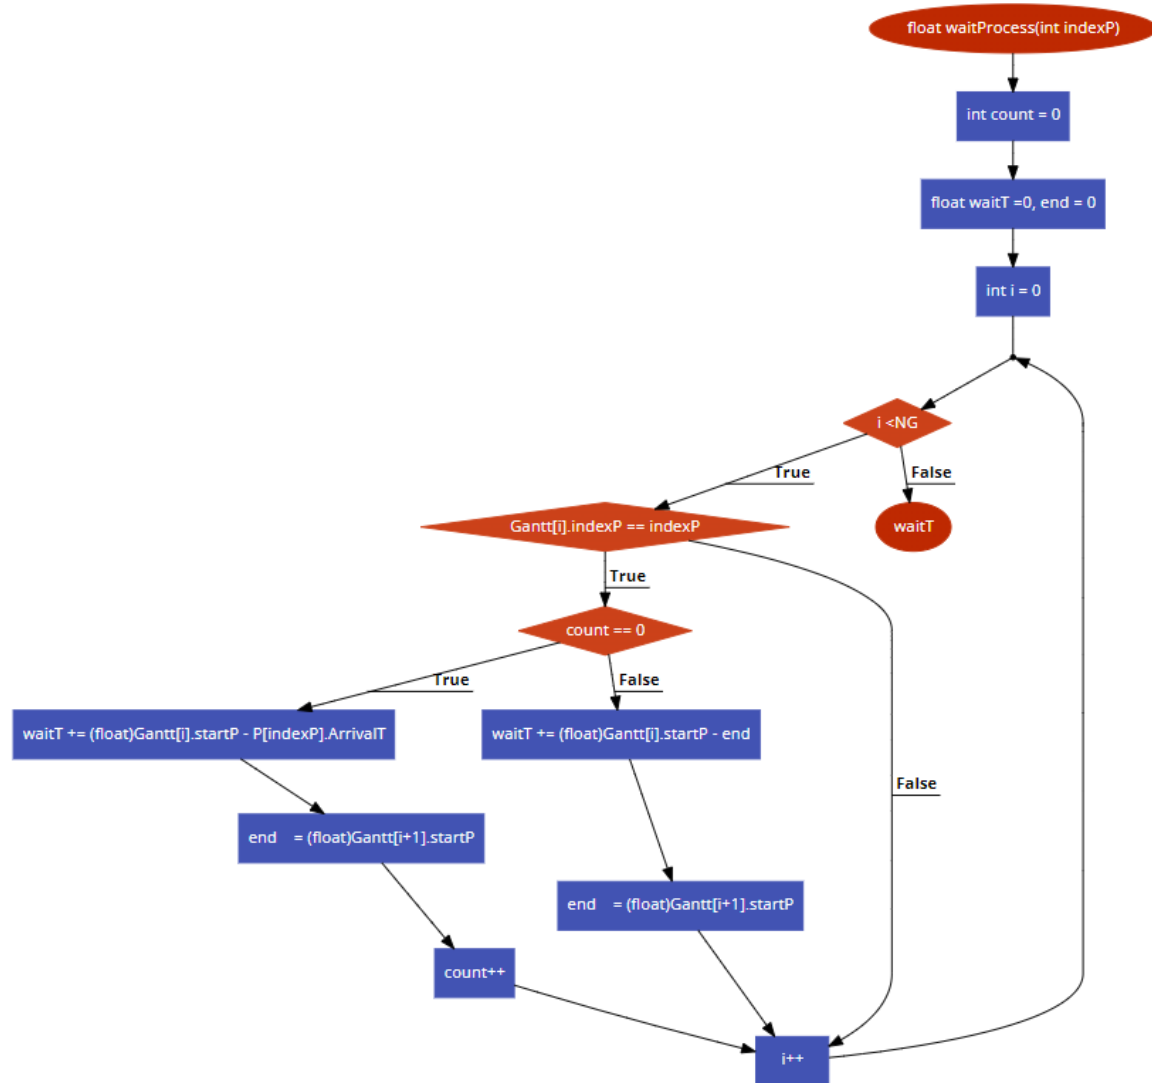 float waitProcess(int indexP)
int count = 0
float waitT =0, end = 0
int i = 0
i <NG
True
False
Gantt[i].indexP == indexP
waitT
True
count == 0
True
False
waitT += (float)Gantt[i].startP - P[indexP].ArrivalT
waitT += (float)Gantt[i].startP - end
False
end = (float)Gantt[i+1].startP
end = (float)Gantt[i+1].startP
count++
i++